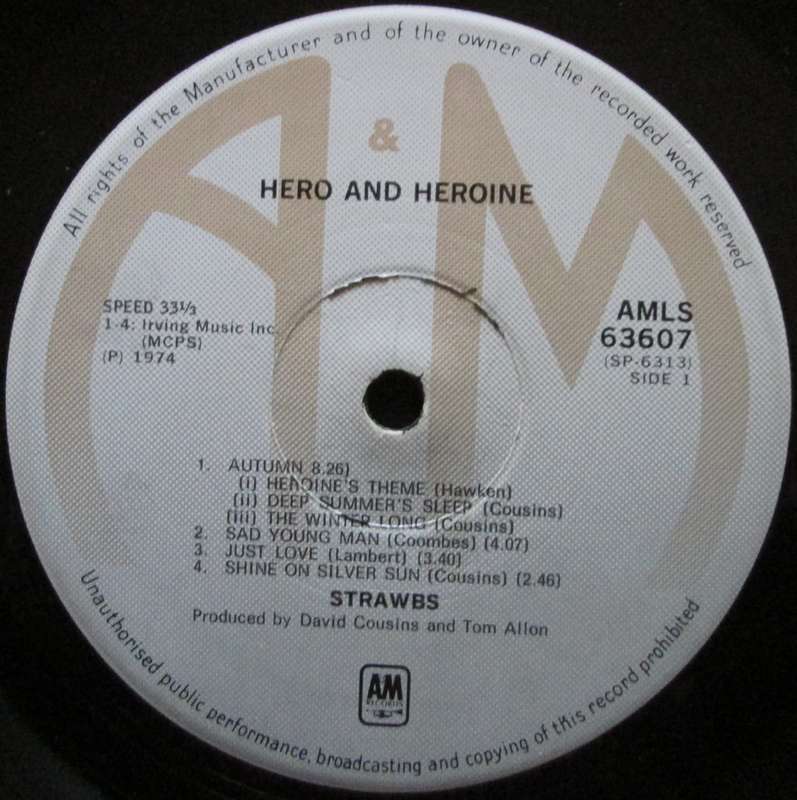 All rights of the Manufacturer and of the owner of the recorded work reserved
A & M
HERO AND HEROINE
SPEED 33⅓
1-4: Irving Music Inc.
(MCPS)
(P) 1974
AMLS
63607
(SP-6313)
SIDE 1
1. AUTUMN 8.26)
(i) HEROINE'S THEME (Hawken)
(ii) DEEP SUMMER'S SLEEP (Cousins)
(iii) THE WINTER LONG (Cousins)
2. SAD YOUNG MAN (Coombes) (4.07)
3. JUST LOVE (Lambert) (3.40)
4. SHINE ON SILVER SUN (Cousins) (2.46)
STRAWBS
Produced by David Cousins and Tom Allon
AM
RECORDS
Unauthorised public performance, broadcasting and copying of this record prohibited